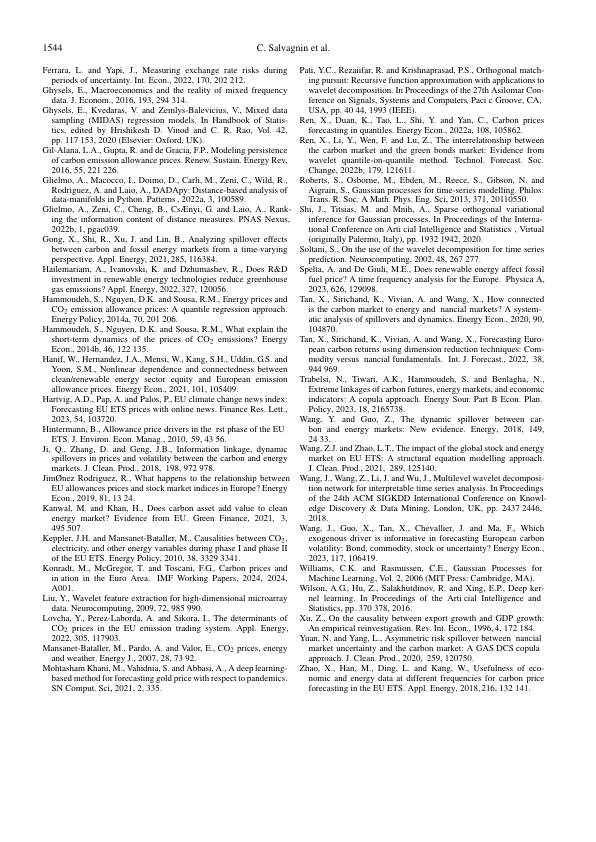 1544
C. Salvagnin et al.
Ferrara, L. and Yapi, J., Measuring exchange rate risks during
periods of uncertainty. Int. Econ., 2022, 170, 202 212.
Ghysels, E., Macroeconomics and the reality of mixed frequency
data. J. Econom., 2016, 193, 294 314.
Ghysels, E., Kvedaras, V. and Zemlys-Balevicius, V., Mixed data
sampling (MIDAS) regression models. In Handbook of Statis-
tics, edited by Hrishikesh D. Vinod and C. R. Rao, Vol. 42,
pp. 117 153, 2020 (Elsevier: Oxford, UK).
Gil-Alana, L.A., Gupta, R. and de Gracia, F.P., Modeling persistence
of carbon emission allowance prices. Renew. Sustain. Energy Rev,
2016, 55, 221 226.
Glielmo, A., Macocco, I., Doimo, D., Carli, M., Zeni, C., Wild, R.,
Rodriguez, A. and Laio, A., DADApy: Distance-based analysis of
data-manifolds in Python. Patterns , 2022a, 3, 100589.
Glielmo, A., Zeni, C., Cheng, B., CsÆnyi, G. and Laio, A., Rank-
ing the information content of distance measures. PNAS Nexus,
2022b, 1, pgac039.
Gong, X., Shi, R., Xu, J. and Lin, B., Analyzing spillover effects
between carbon and fossil energy markets from a time-varying
perspective. Appl. Energy, 2021, 285, 116384.
Hailemariam, A., Ivanovski, K. and Dzhumashev, R., Does R&D
investment in renewable energy technologies reduce greenhouse
gas emissions? Appl. Energy, 2022, 327, 120056.
Hammoudeh, S., Nguyen, D.K. and Sousa, R.M., Energy prices and
CO2 emission allowance prices: A quantile regression approach.
Energy Policy, 2014a, 70, 201 206.
Hammoudeh, S., Nguyen, D.K. and Sousa, R.M., What explain the
short-term dynamics of the prices of CO2 emissions? Energy
Econ., 2014b, 46, 122 135.
Hanif, W., Hernandez, J.A., Mensi, W., Kang, S.H., Uddin, G.S. and
Yoon, S.M., Nonlinear dependence and connectedness between
clean/renewable energy sector equity and European emission
allowance prices. Energy Econ., 2021, 101, 105409.
Hartvig, A.D., Pap, A. and Palos, P., EU climate change news index:
Forecasting EU ETS prices with online news. Finance Res. Lett.,
2023, 54, 103720.
Hintermann, B., Allowance price drivers in the rst phase of the EU
ETS. J. Environ. Econ. Manag., 2010, 59, 43 56.
Ji, Q., Zhang, D. and Geng, J.B., Information linkage, dynamic
spillovers in prices and volatility between the carbon and energy
markets. J. Clean. Prod., 2018, 198, 972 978.
JimØnez Rodriguez, R., What happens to the relationship between
EU allowances prices and stock market indices in Europe? Energy
Econ., 2019, 81, 13 24.
Kanwal, M. and Khan, H., Does carbon asset add value to clean
energy market? Evidence from EU. Green Finance, 2021, 3,
495 507.
Keppler, J.H. and Mansanet-Bataller, M., Causalities between CO2,
electricity, and other energy variables during phase I and phase II
of the EU ETS. Energy Policy, 2010, 38, 3329 3341.
Konradt, M., McGregor, T. and Toscani, F.G., Carbon prices and
in ation in the Euro Area. IMF Working Papers, 2024, 2024,
A001.
Liu, Y., Wavelet feature extraction for high-dimensional microarray
data. Neurocomputing, 2009, 72, 985 990.
Lovcha, Y., Perez-Laborda, A. and Sikora, I., The determinants of
CO2 prices in the EU emission trading system. Appl. Energy,
2022, 305, 117903.
Mansanet-Bataller, M., Pardo, A. and Valor, E., CO2 prices, energy
and weather. Energy J., 2007, 28, 73 92.
Mohtasham Khani, M., Vahidnia, S. and Abbasi, A., A deep learning-
based method for forecasting gold price with respect to pandemics.
SN Comput. Sci, 2021, 2, 335.
Pati, Y.C., Rezaiifar, R. and Krishnaprasad, P.S., Orthogonal match-
ing pursuit: Recursive function approximation with applications to
wavelet decomposition. In Proceedings of the 27th Asilomar Con-
ference on Signals, Systems and Computers, Paci c Groove, CA,
USA, pp. 40 44, 1993 (IEEE).
Ren, X., Duan, K., Tao, L., Shi, Y. and Yan, C., Carbon prices
forecasting in quantiles. Energy Econ., 2022a, 108, 105862.
Ren, X., Li, Y., Wen, F. and Lu, Z., The interrelationship between
the carbon market and the green bonds market: Evidence from
wavelet quantile-on-quantile method. Technol. Forecast. Soc.
Change, 2022b, 179, 121611.
Roberts, S., Osborne, M., Ebden, M., Reece, S., Gibson, N. and
Aigrain, S., Gaussian processes for time-series modelling. Philos.
Trans. R. Soc. A Math. Phys. Eng. Sci, 2013, 371, 20110550.
Shi, J., Titsias, M. and Mnih, A., Sparse orthogonal variational
inference for Gaussian processes. In Proceedings of the Interna-
tional Conference on Arti cial Intelligence and Statistics , Virtual
(originally Palermo, Italy), pp. 1932 1942, 2020.
Soltani, S., On the use of the wavelet decomposition for time series
prediction. Neurocomputing, 2002, 48, 267 277.
Spelta, A. and De Giuli, M.E., Does renewable energy affect fossil
fuel price? A time frequency analysis for the Europe. Physica A,
2023, 626, 129098.
Tan, X., Sirichand, K., Vivian, A. and Wang, X., How connected
is the carbon market to energy and nancial markets? A system-
atic analysis of spillovers and dynamics. Energy Econ., 2020, 90,
104870.
Tan, X., Sirichand, K., Vivian, A. and Wang, X., Forecasting Euro-
pean carbon returns using dimension reduction techniques: Com-
modity versus nancial fundamentals. Int. J. Forecast., 2022, 38,
944 969.
Trabelsi, N., Tiwari, A.K., Hammoudeh, S. and Benlagha, N.,
Extreme linkages of carbon futures, energy markets, and economic
indicators: A copula approach. Energy Sour. Part B Econ. Plan.
Policy, 2023, 18, 2165738.
Wang, Y. and Guo, Z., The dynamic spillover between car-
bon and energy markets: New evidence. Energy, 2018, 149,
24 33.
Wang, Z.J. and Zhao, L.T., The impact of the global stock and energy
market on EU ETS: A structural equation modelling approach.
J. Clean. Prod., 2021, 289, 125140.
Wang, J., Wang, Z., Li, J. and Wu, J., Multilevel wavelet decomposi-
tion network for interpretable time series analysis. In Proceedings
of the 24th ACM SIGKDD International Conference on Knowl-
edge Discovery & Data Mining, London, UK, pp. 2437 2446,
2018.
Wang, J., Guo, X., Tan, X., Chevallier, J. and Ma, F., Which
exogenous driver is informative in forecasting European carbon
volatility: Bond, commodity, stock or uncertainty? Energy Econ.,
2023, 117, 106419.
Williams, C.K. and Rasmussen, C.E., Gaussian Processes for
Machine Learning, Vol. 2, 2006 (MIT Press: Cambridge, MA).
Wilson, A.G., Hu, Z., Salakhutdinov, R. and Xing, E.P., Deep ker-
nel learning. In Proceedings of the Arti cial Intelligence and
Statistics, pp. 370 378, 2016.
Xu, Z., On the causality between export growth and GDP growth:
An empirical reinvestigation. Rev. Int. Econ., 1996, 4, 172 184.
Yuan, N. and Yang, L., Asymmetric risk spillover between nancial
market uncertainty and the carbon market: A GAS DCS copula
approach. J. Clean. Prod., 2020, 259, 120750.
Zhao, X., Han, M., Ding, L. and Kang, W., Usefulness of eco-
nomic and energy data at different frequencies for carbon price
forecasting in the EU ETS. Appl. Energy, 2018, 216, 132 141.